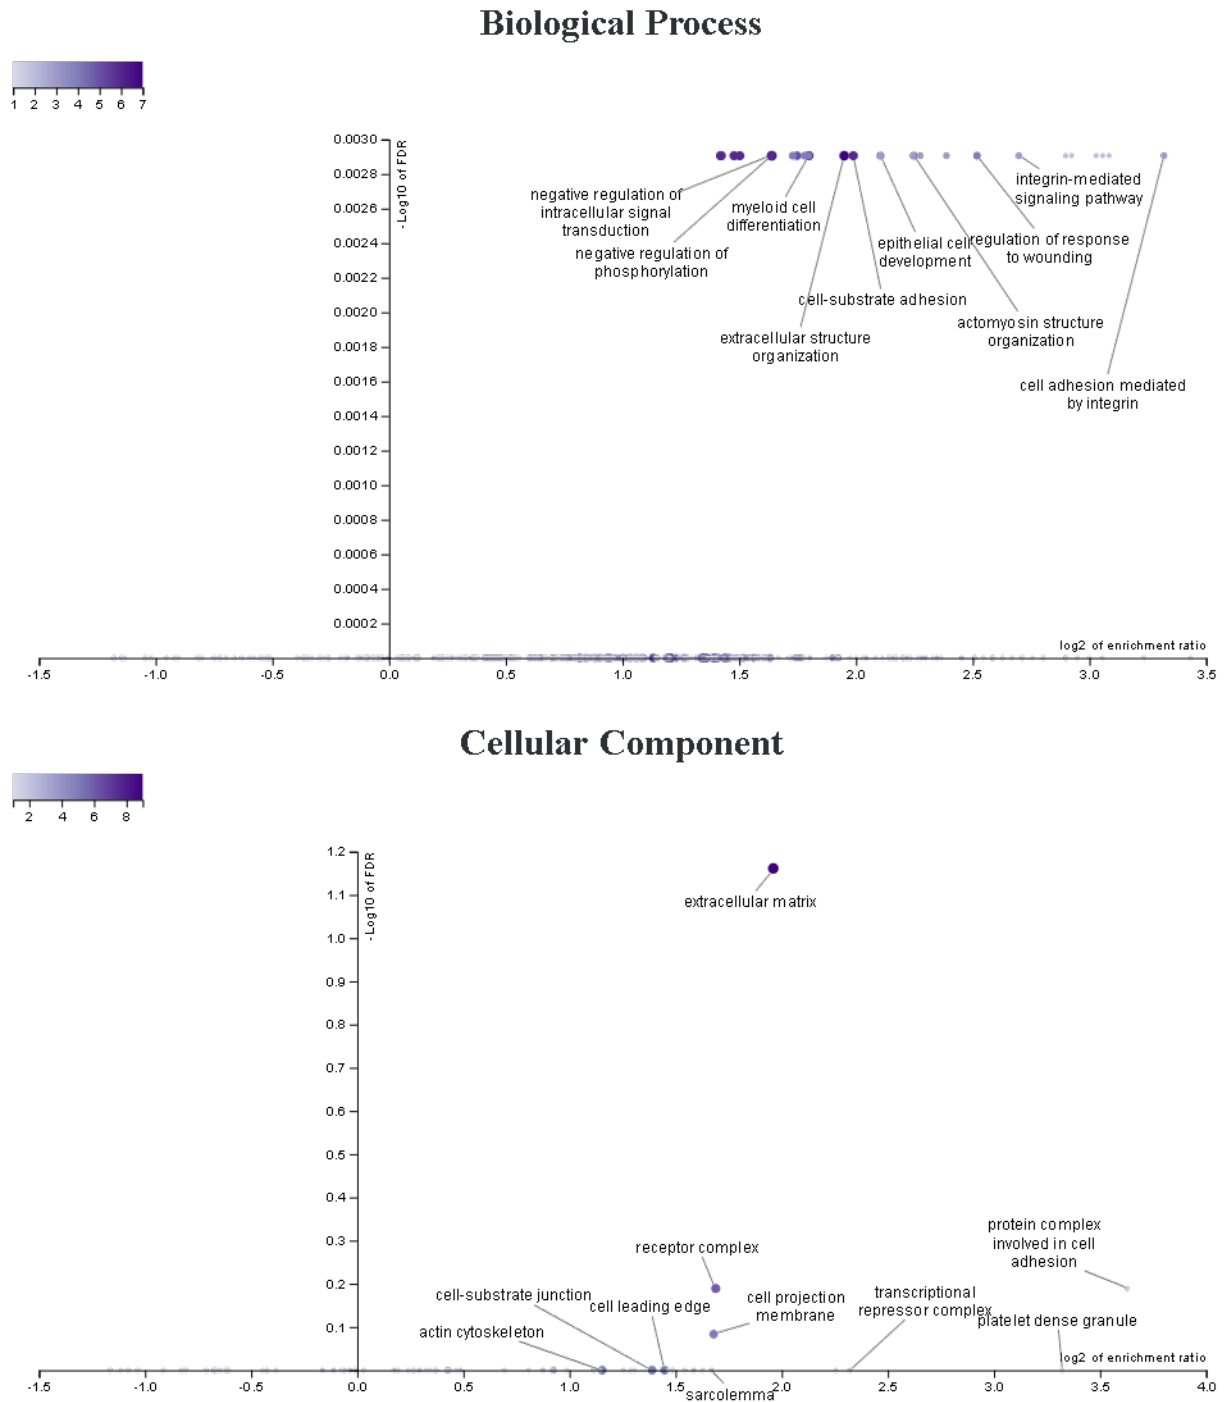 Biological Process
1 2 3 4 5 6 7
0.0030
0.0028
0.0026
0.0024
0.0022
0.0020
0.0018
0.0016
0.0014
0.0012
0.0010
0.0008
0.0006
0.0004
0.0002
-Log10 of FDR
negative regulation of
intracellular signal
transduction
negative regulation of
phosphorylation
myeloid cell
differentiation
extracellular structure
organization
cell-substrate adhesion
epithelial cell
development
regulation of response
to wounding
actomyosin structure
organization
integrin-mediated
signaling pathway
cell adhesion mediated
by integrin
log2 of enrichment ratio
-1.5 -1.0 -0.5 0.0 0.5 1.0 1.5 2.0 2.5 3.0 3.5
Cellular Component
2 4 6 8
1.2
1.1
1.0
0.9
0.8
0.7
0.6
0.5
0.4
0.3
0.2
0.1
-Log10 of FDR
extracellular matrix
receptor complex
protein complex
involved in cell
adhesion
cell-substrate junction
cell leading edge
cell projection
membrane
transcriptional
repressor complex
platelet dense granule
actin cytoskeleton
log2 of enrichment ratio
-1.5 -1.0 -0.5 0.0 0.5 1.0 1.5 2.0 2.5 3.0 3.5 4.0
sarcolemma